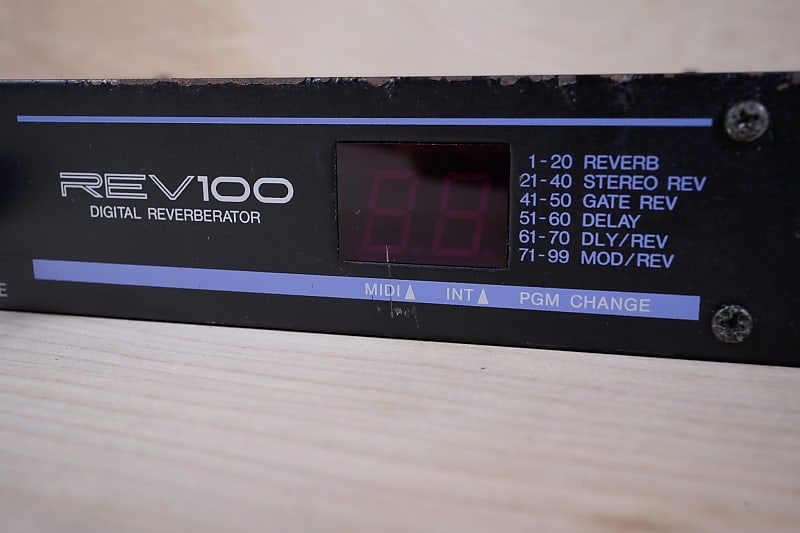 REV100
DIGITAL REVERBERATOR
1-20 REVERB
21-40 STEREO REV
41-50 GATE REV
51-60 DELAY
61-70 DLY/REV
71-99 MOD/REV
MIDI▲ INT▲ PGM CHANGE